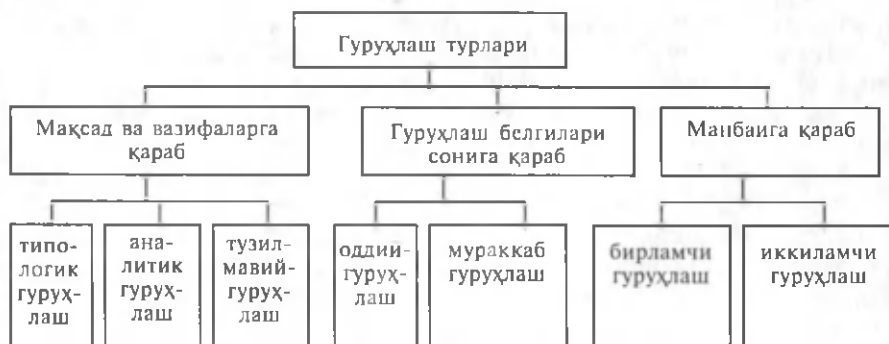 Гуруҳлаш турлари
Мақсад ва вазифаларга
қараб
Гуруҳлаш белгилари
сонига қараб
Манбаига қараб
типо-
логик
гуруҳ-
лаш
ана-
литик
гуруҳ-
лаш
тузил-
мавий-
гуруҳ-
лаш
оддии-
гуруҳ-
лаш
мураккаб
гуруҳлаш
бирламчи
гуруҳлаш
иккиламчи
гуруҳлаш